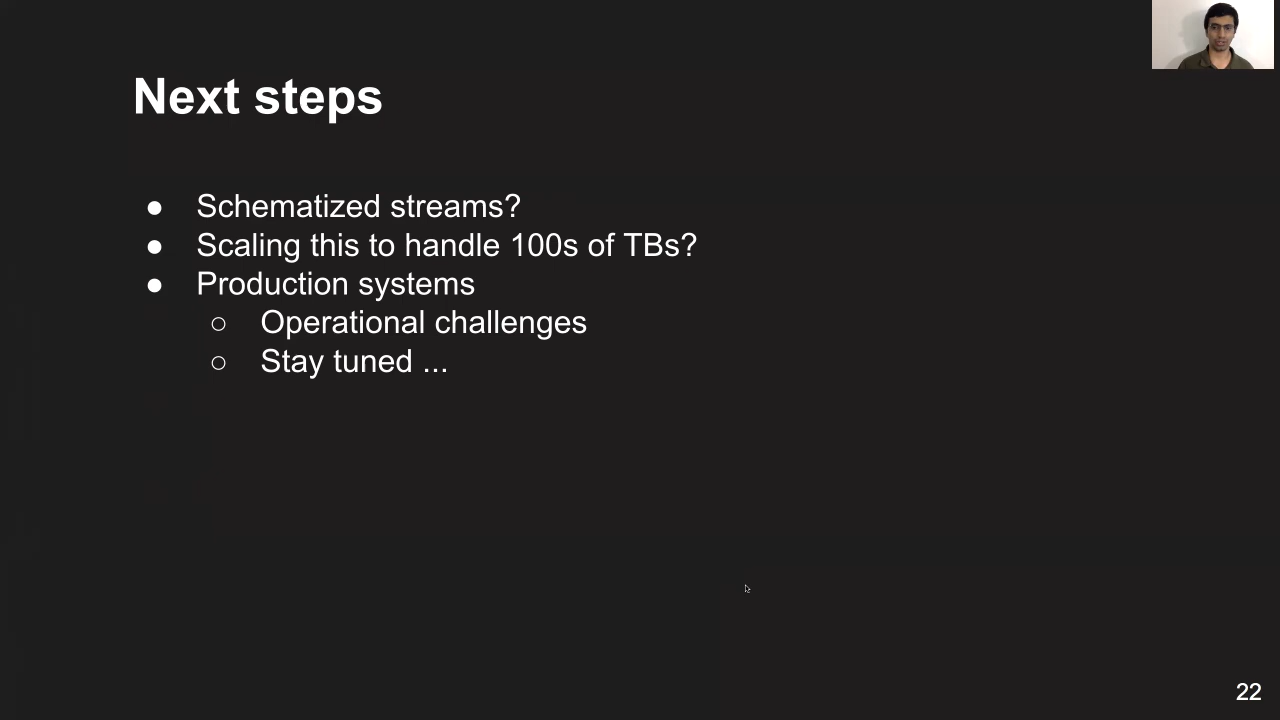 Next steps
● Schematized streams?
● Scaling this to handle 100s of TBs?
● Production systems
○ Operational challenges
○ Stay tuned ...
22